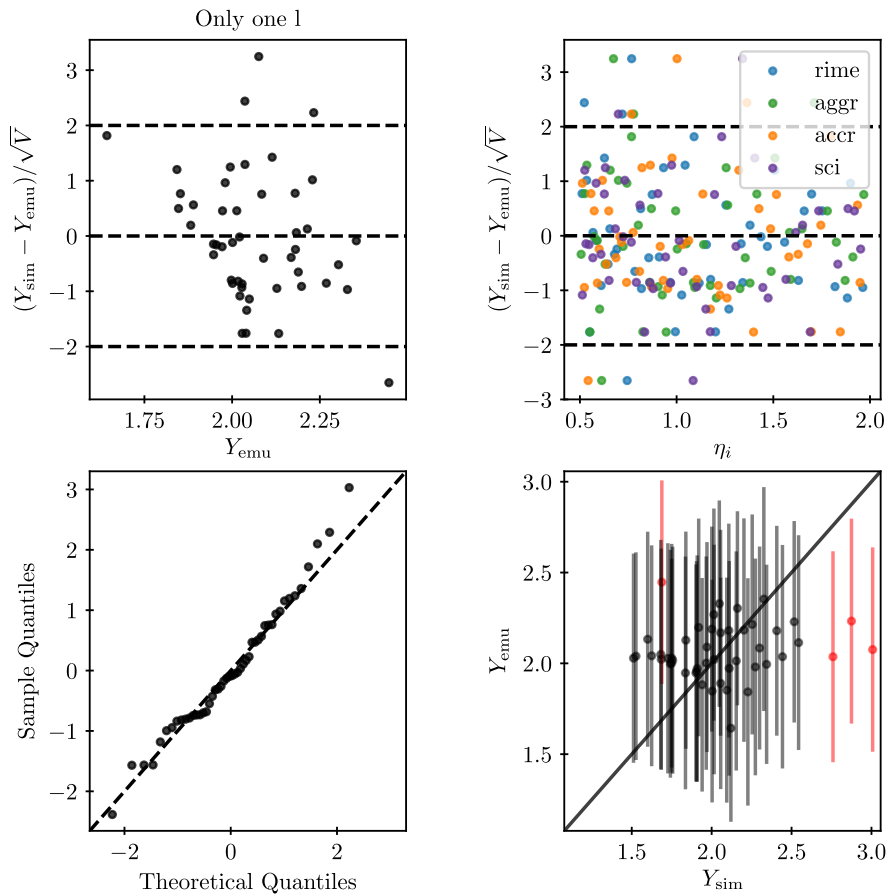 Only one l
3
2
1
0
−1
−2
(Y_sim − Y_emu)/√V
1.75 2.00 2.25
Y_emu
3
2
1
0
−1
−2
−3
(Y_sim − Y_emu)/√V
rime
aggr
accr
sci
0.5 1.0 1.5 2.0
η_i
3
2
1
0
−1
−2
Sample Quantiles
−2 0 2
Theoretical Quantiles
3.0
2.5
2.0
1.5
Y_emu
1.5 2.0 2.5 3.0
Y_sim